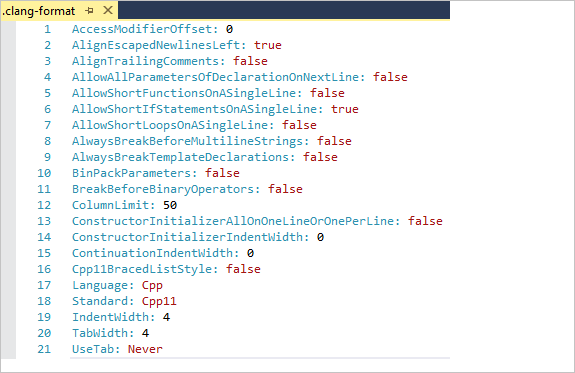 .clang-format
1 AccessModifierOffset: 0
2 AlignEscapedNewlinesLeft: true
3 AlignTrailingComments: false
4 AllowAllParametersOfDeclarationOnNextLine: false
5 AllowShortFunctionsOnASingleLine: false
6 AllowShortIfStatementsOnASingleLine: true
7 AllowShortLoopsOnASingleLine: false
8 AlwaysBreakBeforeMultilineStrings: false
9 AlwaysBreakTemplateDeclarations: false
10 BinPackParameters: false
11 BreakBeforeBinaryOperators: false
12 ColumnLimit: 50
13 ConstructorInitializerAllOnOneLineOrOnePerLine: false
14 ConstructorInitializerIndentWidth: 0
15 ContinuationIndentWidth: 0
16 Cpp11BracedListStyle: false
17 Language: Cpp
18 Standard: Cpp11
19 IndentWidth: 4
20 TabWidth: 4
21 UseTab: Never